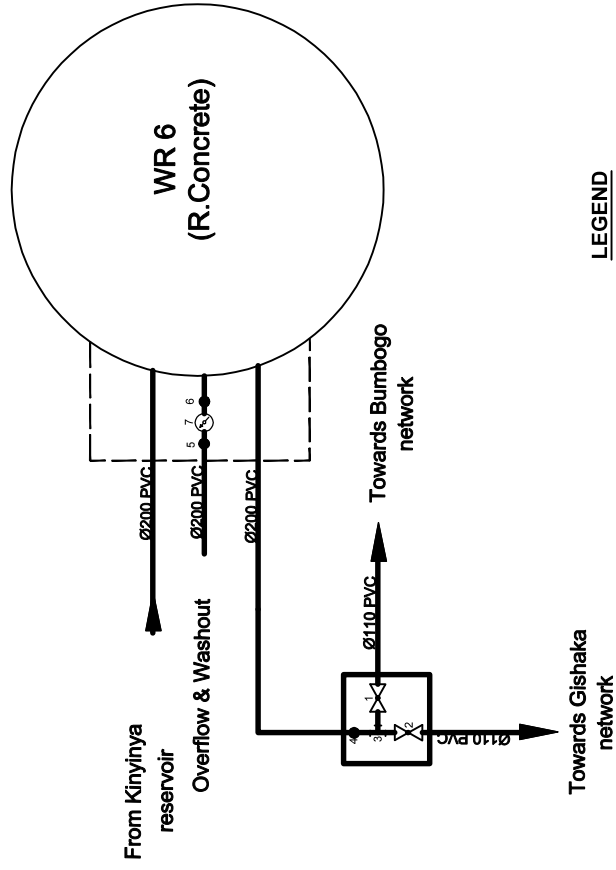 WR 6
(R.Concrete)
Ø200 PVC
6
7
5
Ø200 PVC
Ø200 PVC
From Kinyinya
reservoir
Overflow & Washout
Towards Bumbogo
network
Ø110 PVC
1
4
3
2
Ø110 PVC
Towards Gishaka
network
LEGEND